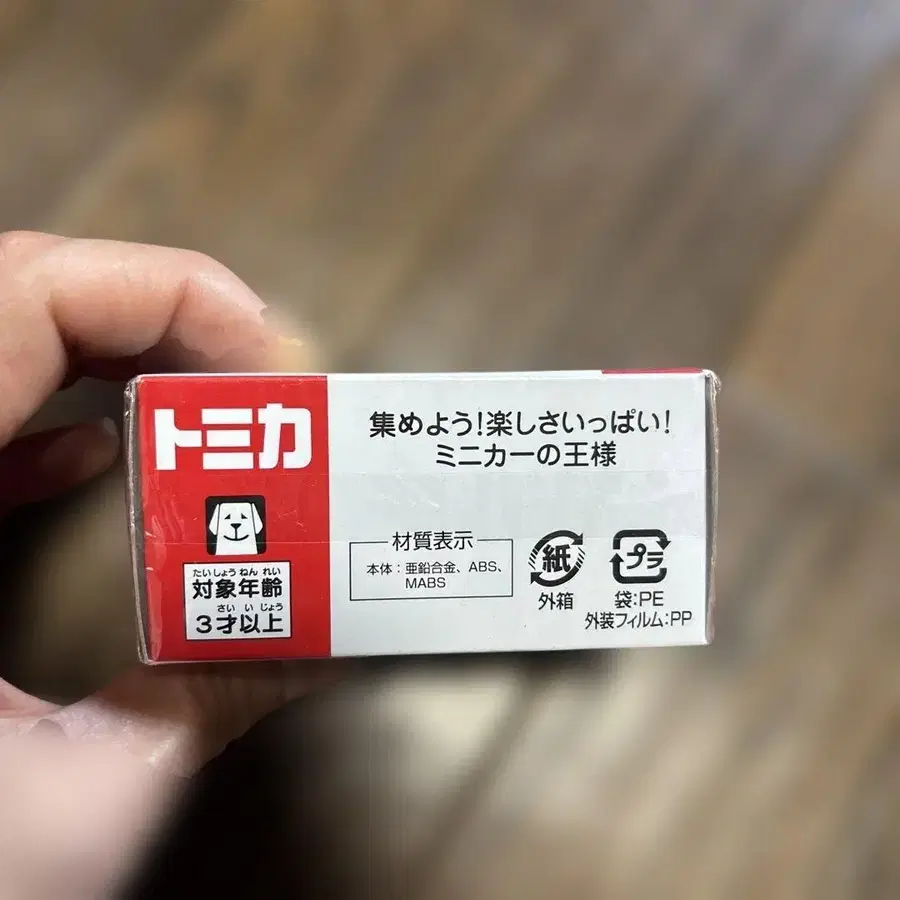 トミカ
集めよう!楽しさいっぱい!
ミニカーの王様
たいしょうねんれい
対象年齢
さいいじょう
3才以上
材質表示
本体:亜鉛合金、ABS、
MABS
紙
外箱
プラ
袋:PE
外装フィルム:PP